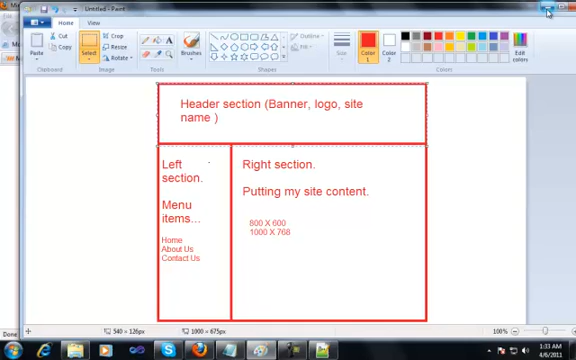 Untitled - Paint
Home
View
Paste
Cut
Copy
Select
Crop
Resize
Rotate
Brushes
Outline
Fill
Size
Color
1
Color
2
Edit
colors
Clipboard
Image
Tools
Shapes
Colors
Header section (Banner, logo, site
name )
Left
section.
Menu
items...
Home
About Us
Contact Us
Right section.
Putting my site content.
800 X 600
1000 X 768
Done
540 × 126px
1000 × 675px
100%
1:33 AM
4/6/2011